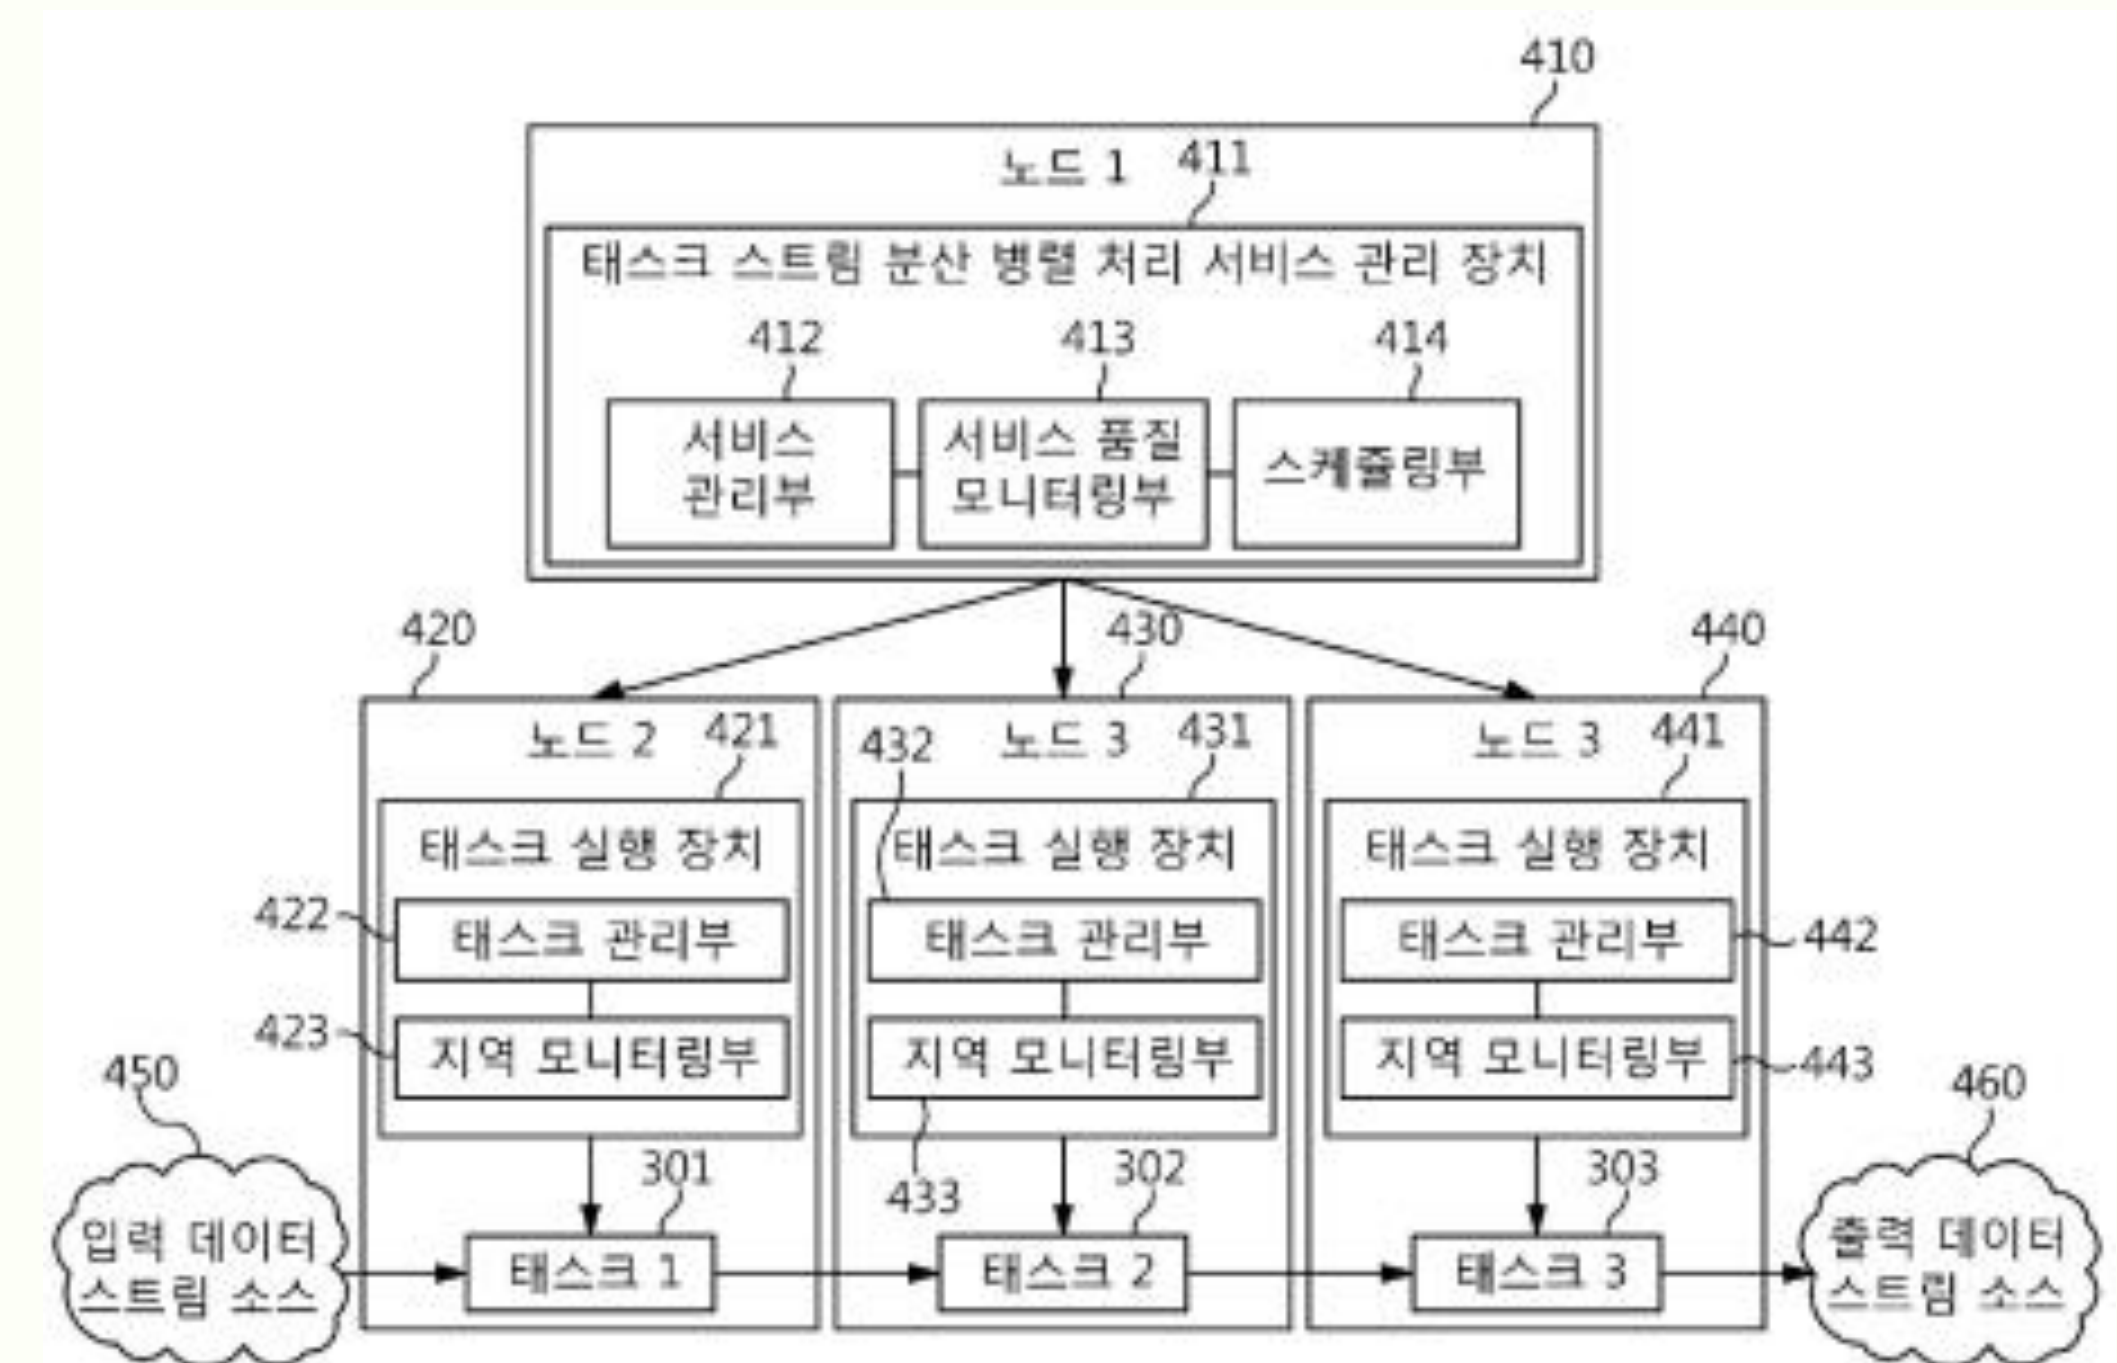 410
노드 1
411
태스크 스트림 분산 병렬 처리 서비스 관리 장치
412
413
414
서비스
관리부
서비스 품질
모니터링부
스케쥴링부
420
430
440
노드 2
421
432
노드 3
431
노드 3
441
태스크 실행 장치
태스크 실행 장치
태스크 실행 장치
422
태스크 관리부
태스크 관리부
태스크 관리부
442
423
지역 모니터링부
지역 모니터링부
지역 모니터링부
443
450
460
301
433
302
303
입력 데이터
스트림 소스
태스크 1
태스크 2
태스크 3
출력 데이터
스트림 소스